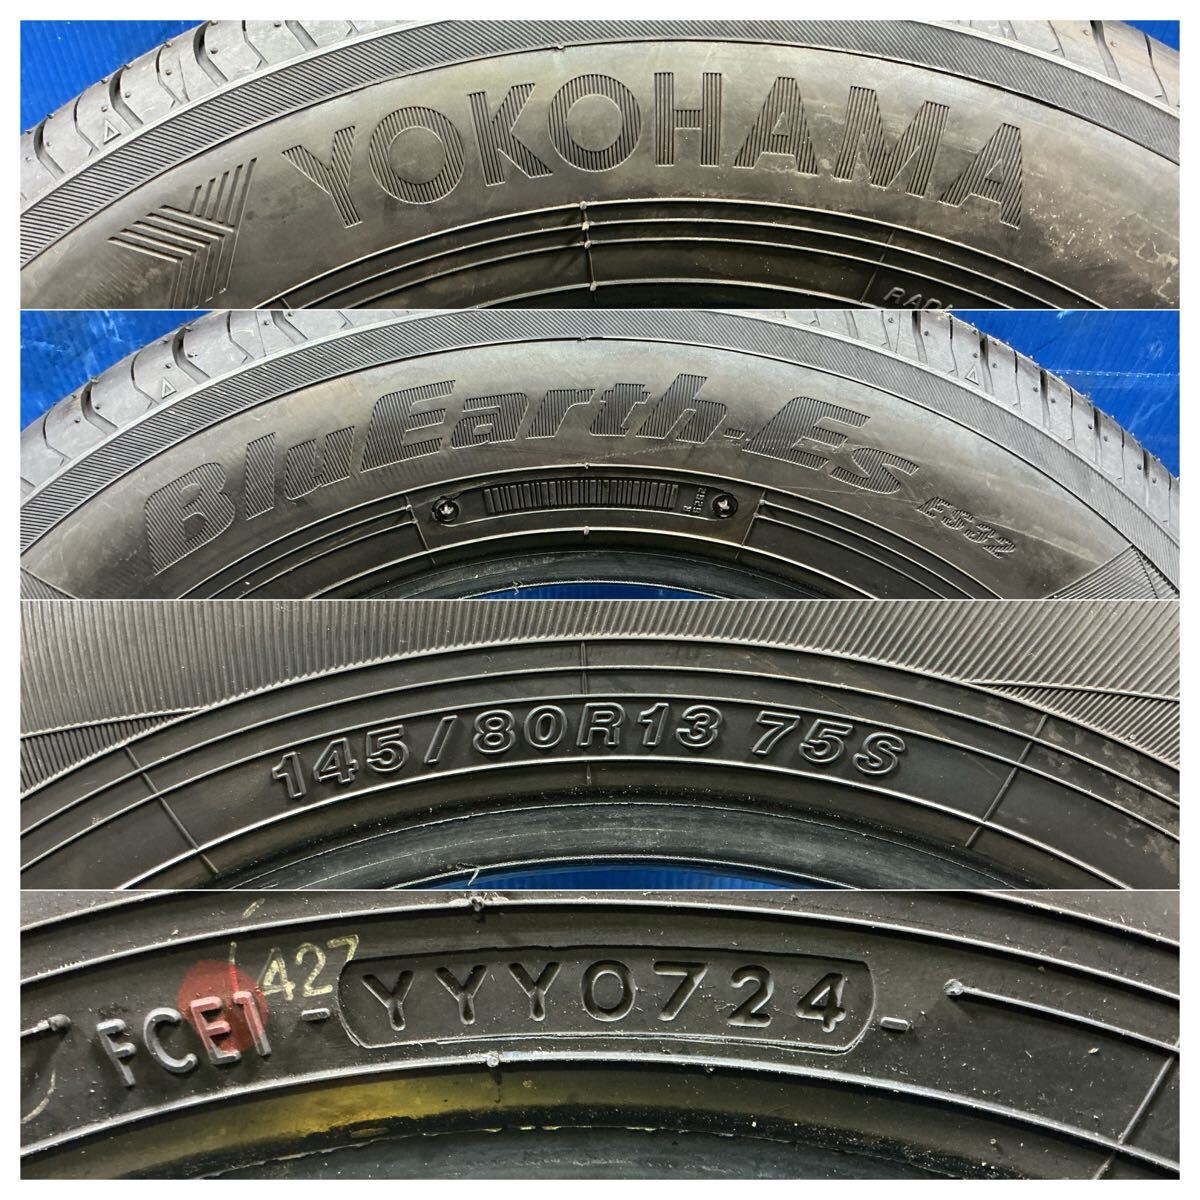 YOKOHAMA
BluEarth-Es ES32
145/80R13 75S
427
FCE1 - YYY0724 -